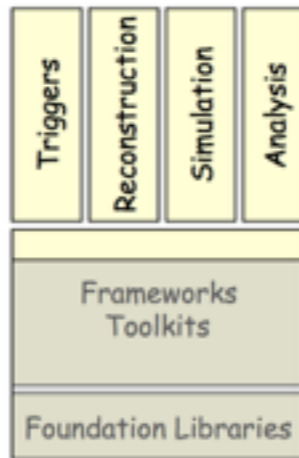 Triggers
Reconstruction
Simulation
Analysis
Frameworks
Toolkits
Foundation Libraries